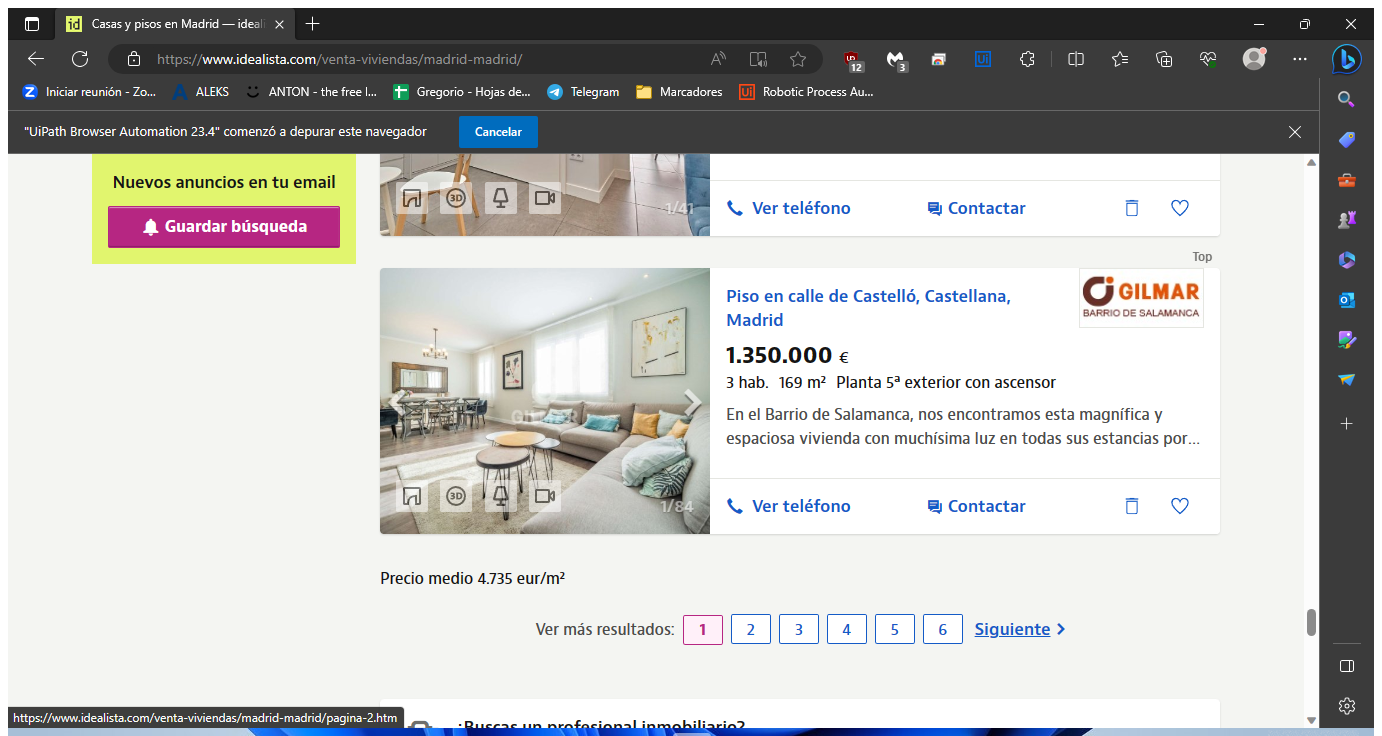 Casas y pisos en Madrid — ideali
https://www.idealista.com/venta-viviendas/madrid-madrid/
12
3
Ui
Iniciar reunión - Zo...
ALEKS
ANTON - the free l...
Gregorio - Hojas de...
Telegram
Marcadores
Robotic Process Au...
"UiPath Browser Automation 23.4" comenzó a depurar este navegador
Cancelar
Nuevos anuncios en tu email
Guardar búsqueda
3D
1/41
Ver teléfono
Contactar
Top
Piso en calle de Castelló, Castellana,
Madrid
GILMAR
BARRIO DE SALAMANCA
1.350.000 €
3 hab. 169 m² Planta 5ª exterior con ascensor
En el Barrio de Salamanca, nos encontramos esta magnífica y
espaciosa vivienda con muchísima luz en todas sus estancias por...
3D
1/84
Ver teléfono
Contactar
Precio medio 4.735 eur/m²
Ver más resultados: 1 2 3 4 5 6 Siguiente
¿Buscas un profesional inmobiliario?
https://www.idealista.com/venta-viviendas/madrid-madrid/pagina-2.htm